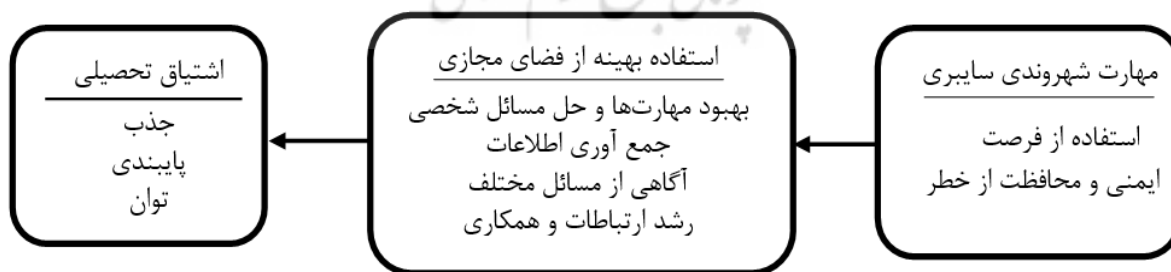 مهارت شهروندی سایبری
استفاده از فرصت
ایمنی و محافظت از خطر
استفاده بهینه از فضای مجازی
بهبود مهارت‌ها و حل مسائل شخصی
جمع آوری اطلاعات
آگاهی از مسائل مختلف
رشد ارتباطات و همکاری
اشتیاق تحصیلی
جذب
پایبندی
توان